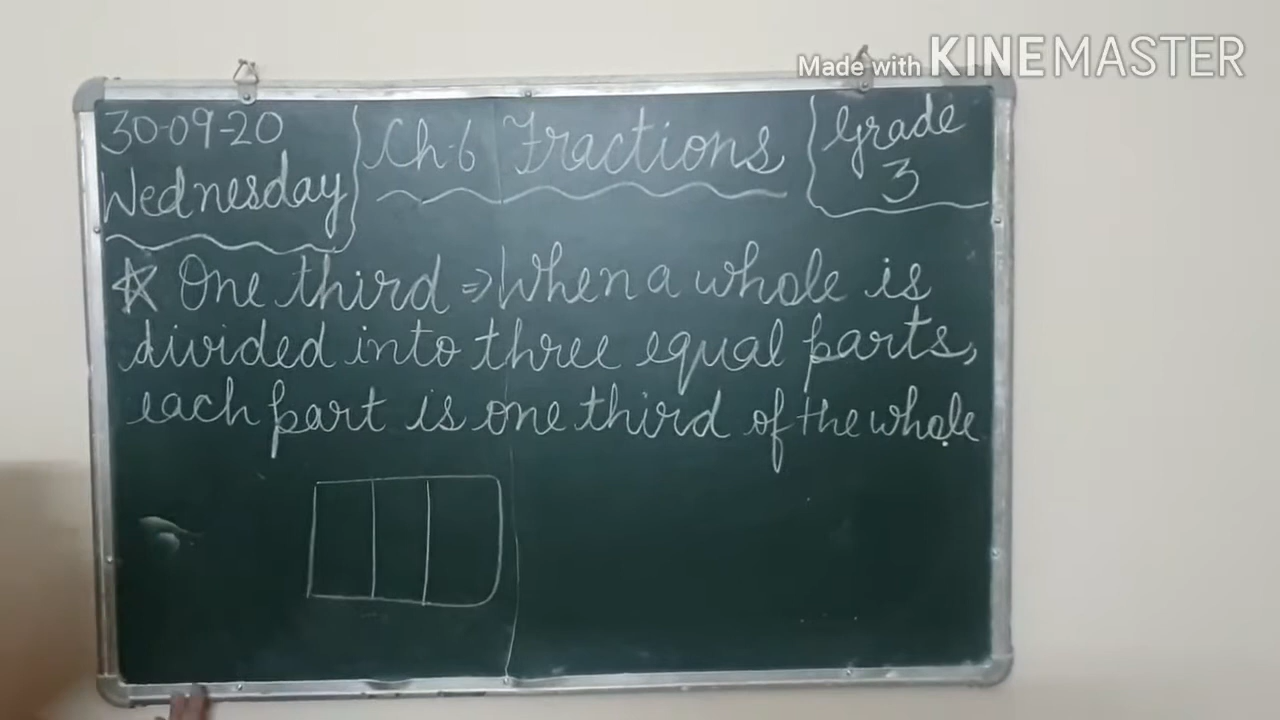 Made with KINEMASTER
30-09-20
Wednesday
Ch-6 Fractions
Grade
3
☆ One third ⇒ When a whole is
divided into three equal parts,
each part is one third of the whole